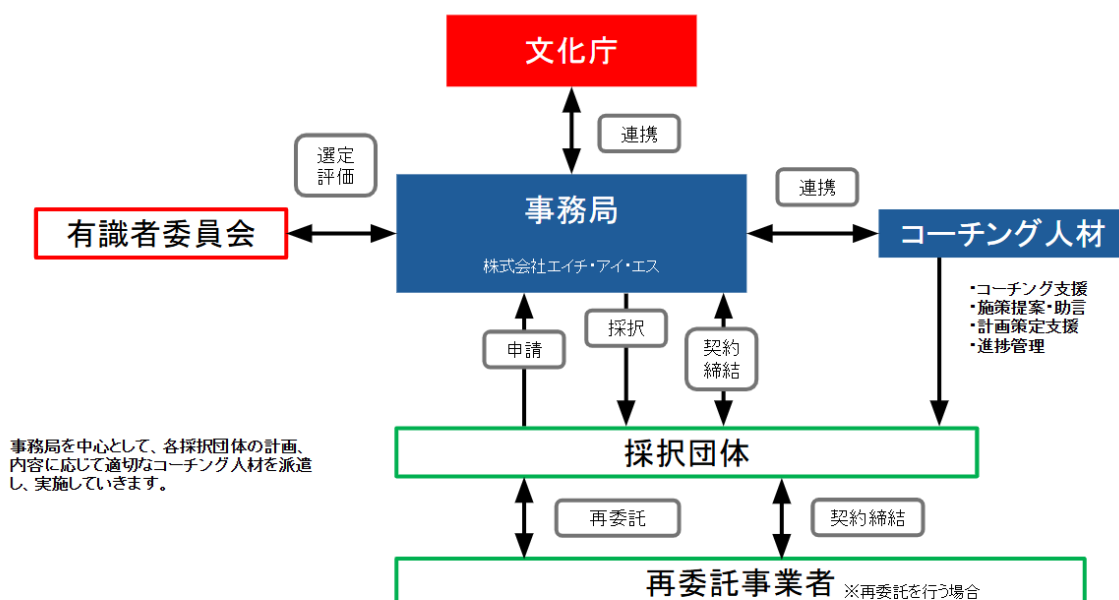 文化庁
連携
選定
評価
事務局
株式会社エイチ・アイ・エス
連携
有識者委員会
コーチング人材
・コーチング支援
・施策提案・助言
・計画策定支援
・進捗管理
申請
採択
契約
締結
事務局を中心として、各採択団体の計画、
内容に応じて適切なコーチング人材を派遣
し、実施していきます。
採択団体
再委託
契約締結
再委託事業者 ※再委託を行う場合